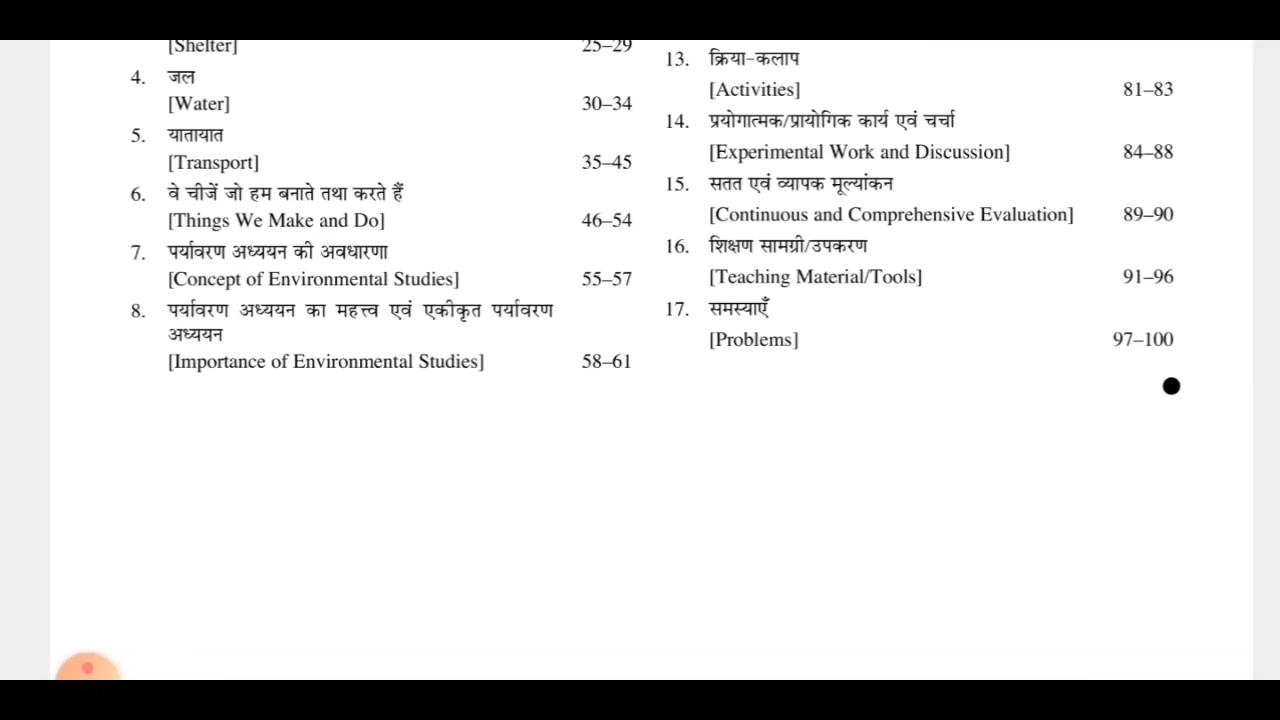 [Shelter] 25–29
4. जल
[Water] 30–34
5. यातायात
[Transport] 35–45
6. वे चीजें जो हम बनाते तथा करते हैं
[Things We Make and Do] 46–54
7. पर्यावरण अध्ययन की अवधारणा
[Concept of Environmental Studies] 55–57
8. पर्यावरण अध्ययन का महत्त्व एवं एकीकृत पर्यावरण
अध्ययन
[Importance of Environmental Studies] 58–61
13. क्रिया-कलाप
[Activities] 81–83
14. प्रयोगात्मक/प्रायोगिक कार्य एवं चर्चा
[Experimental Work and Discussion] 84–88
15. सतत एवं व्यापक मूल्यांकन
[Continuous and Comprehensive Evaluation] 89–90
16. शिक्षण सामग्री/उपकरण
[Teaching Material/Tools] 91–96
17. समस्याएँ
[Problems] 97–100